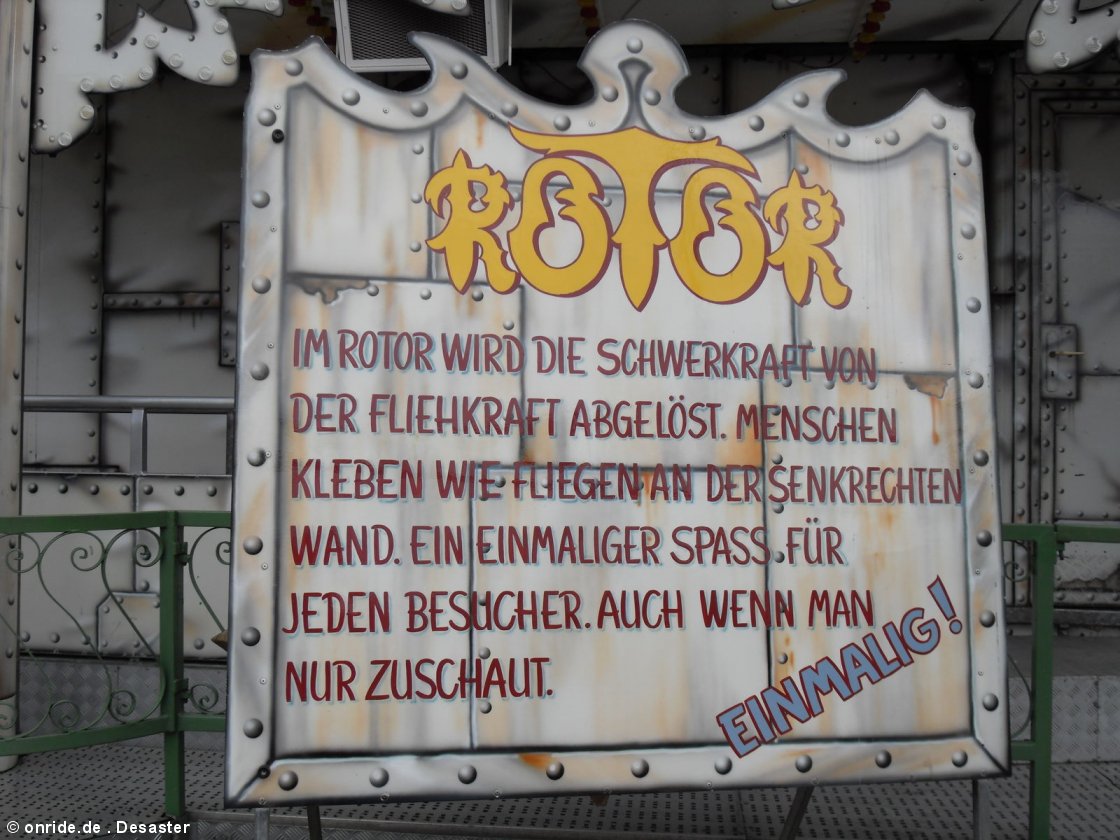 ROTOR
IM ROTOR WIRD DIE SCHWERKRAFT VON
DER FLIEHKRAFT ABGELÖST. MENSCHEN
KLEBEN WIE FLIEGEN AN DER SENKRECHTEN
WAND. EIN EINMALIGER SPASS FÜR
JEDEN BESUCHER. AUCH WENN MAN
NUR ZUSCHAUT.
EINMALIG!
© onride.de . Desaster